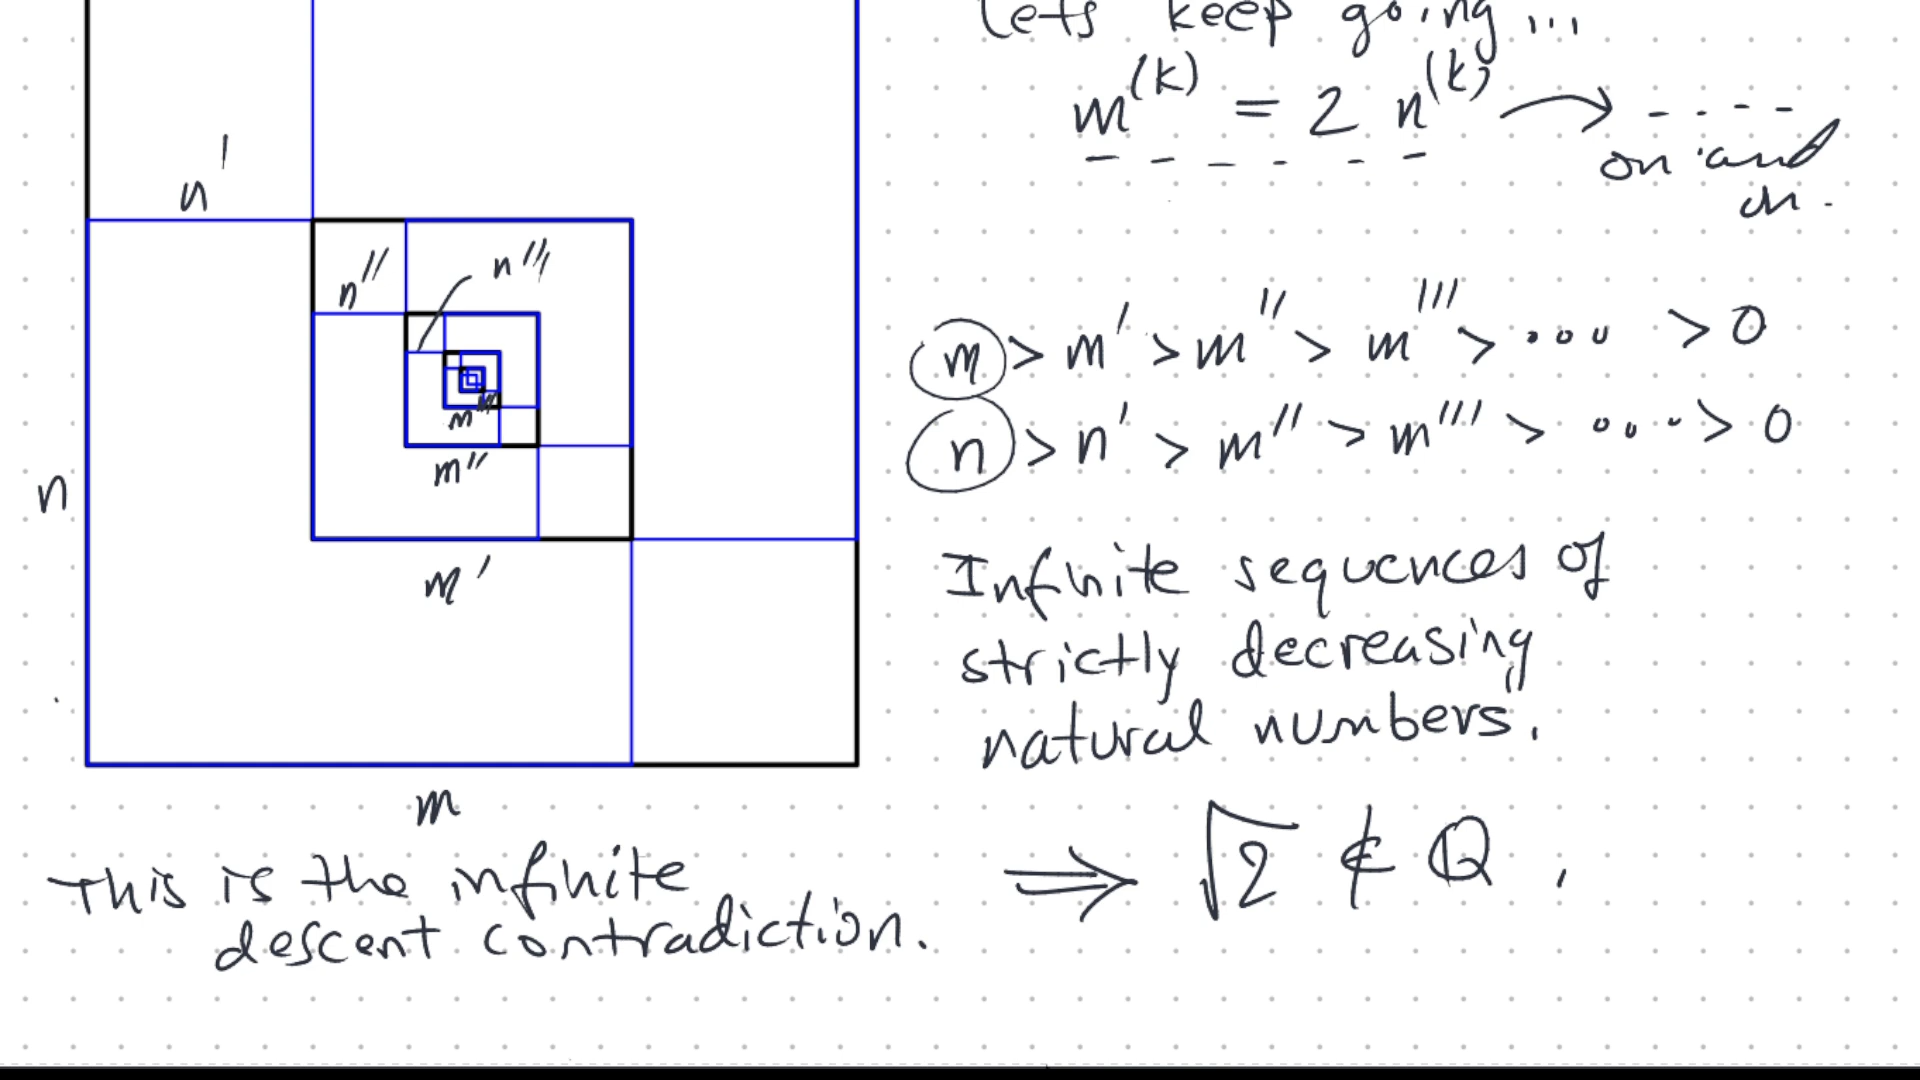 lets keep going...
m^(k) = 2 n^(k) → - - - -
on and
on.
n'
n''
n'''
m > m' > m'' > m''' > ... > 0
n > n' > m'' > m''' > ... > 0
m'''
m''
n
m'
Infinite sequences of
strictly decreasing
natural numbers.
m
This is the infinite
descent contradiction.
⇒ √2 ∉ Q.